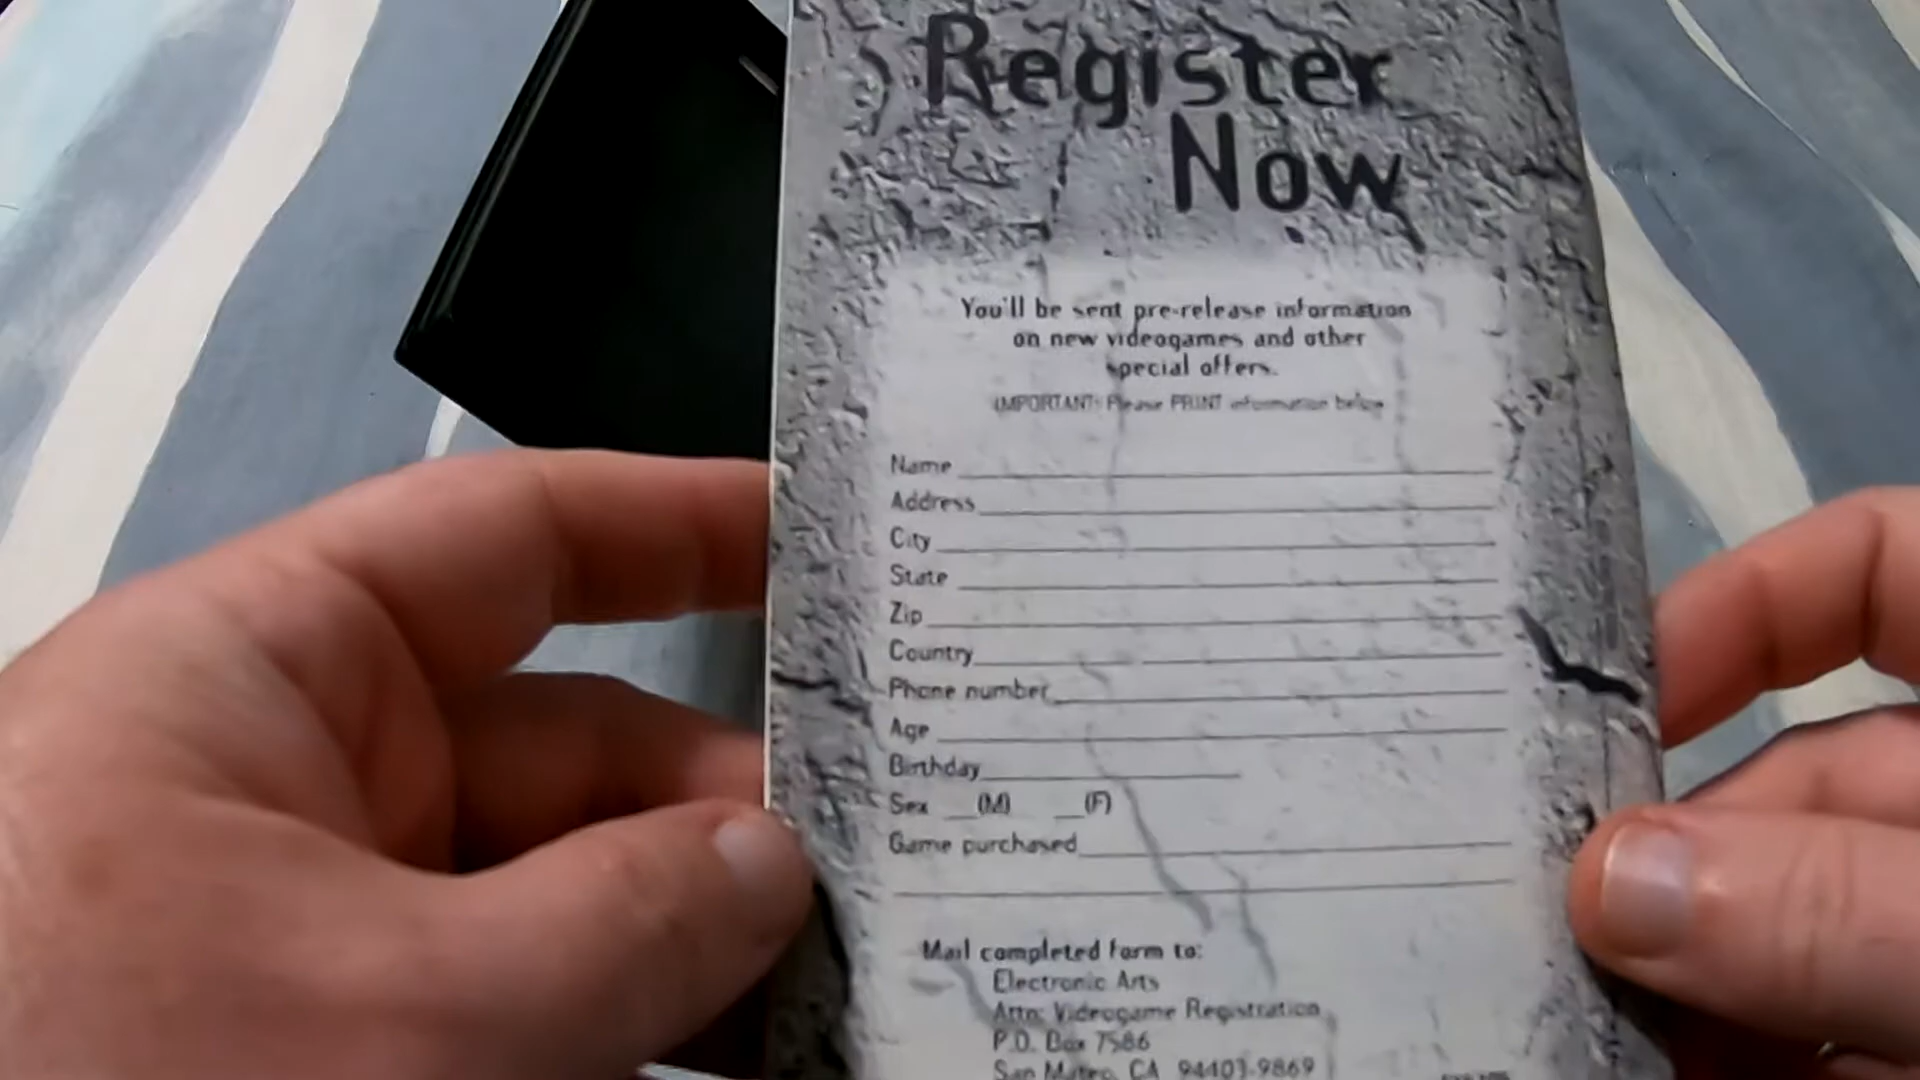 Register
Now
You'll be sent pre-release information
on new videogames and other
special offers.
IMPORTANT: Please PRINT information below
Name
Address
City
State
Zip
Country
Phone number
Age
Birthday
Sex __(M) __(F)
Game purchased
Mail completed form to:
Electronic Arts
Attn: Videogame Registration
P.O. Box 7586
San Mateo, CA 94403-9869